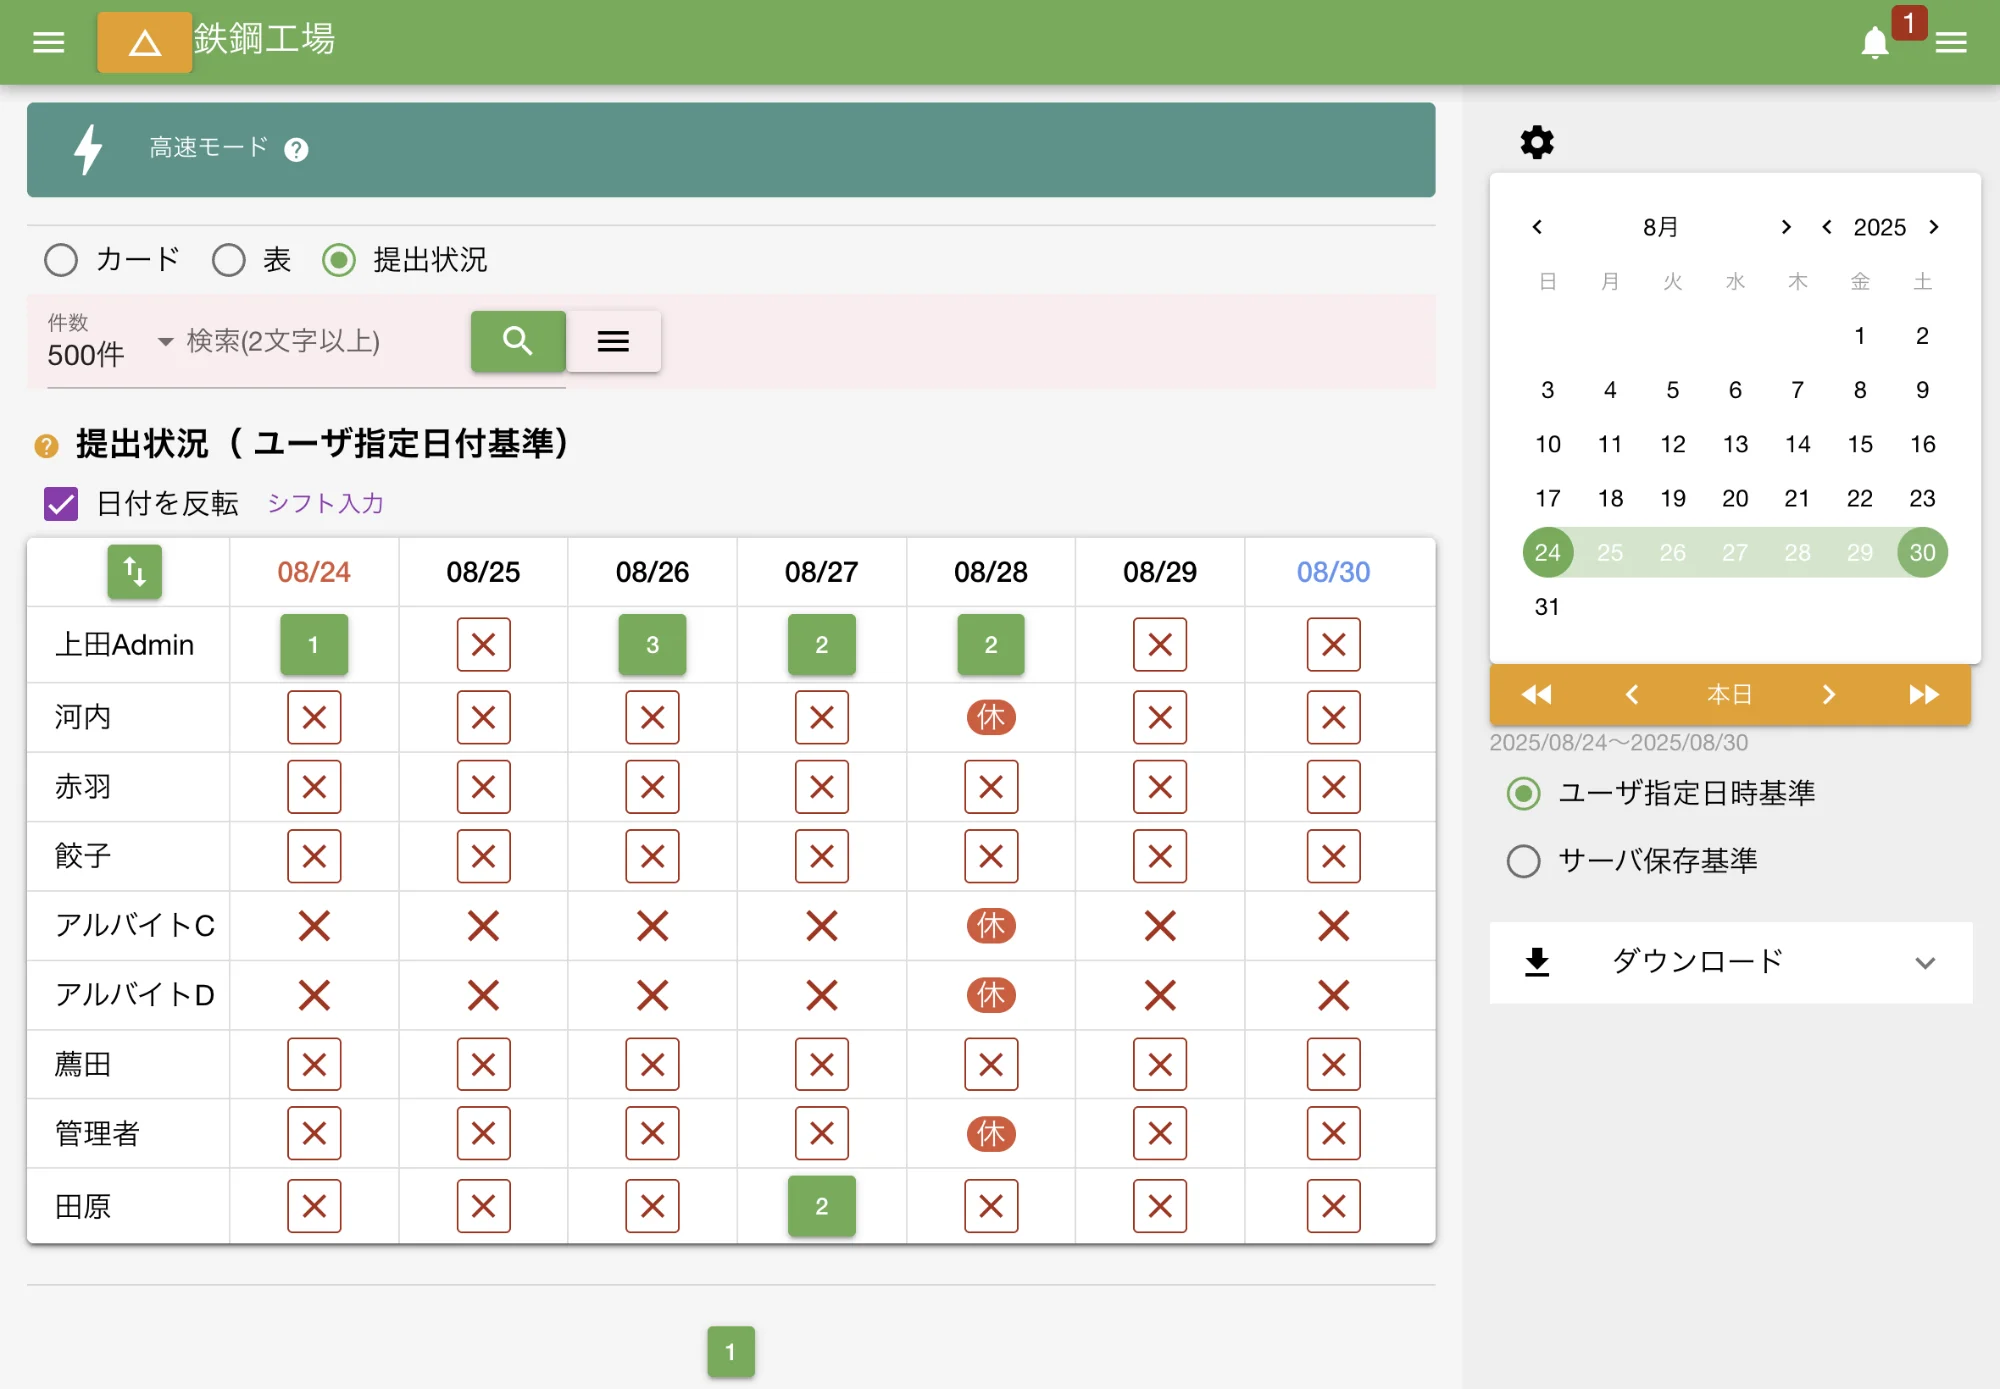 鉄鋼工場
1
高速モード ?
カード 表 提出状況
件数
500件 検索(2文字以上)
? 提出状況（ ユーザ指定日付基準）
日付を反転 シフト入力
08/24 08/25 08/26 08/27 08/28 08/29 08/30
上田Admin 1 3 2 2
河内 休
赤羽
餃子
アルバイトC 休
アルバイトD 休
薦田
管理者 休
田原 2
1
8月 2025
日 月 火 水 木 金 土
1 2
3 4 5 6 7 8 9
10 11 12 13 14 15 16
17 18 19 20 21 22 23
24 25 26 27 28 29 30
31
本日
2025/08/24～2025/08/30
ユーザ指定日時基準
サーバ保存基準
ダウンロード